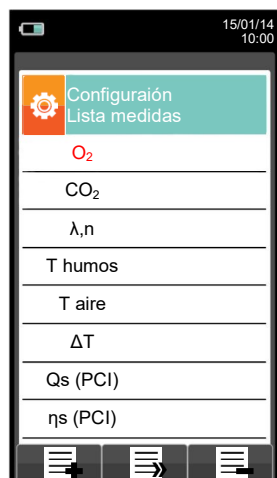 15/01/14
10:00
Configuraión
Lista medidas
O₂
CO₂
λ,n
T humos
T aire
ΔT
Qs (PCI)
ηs (PCI)